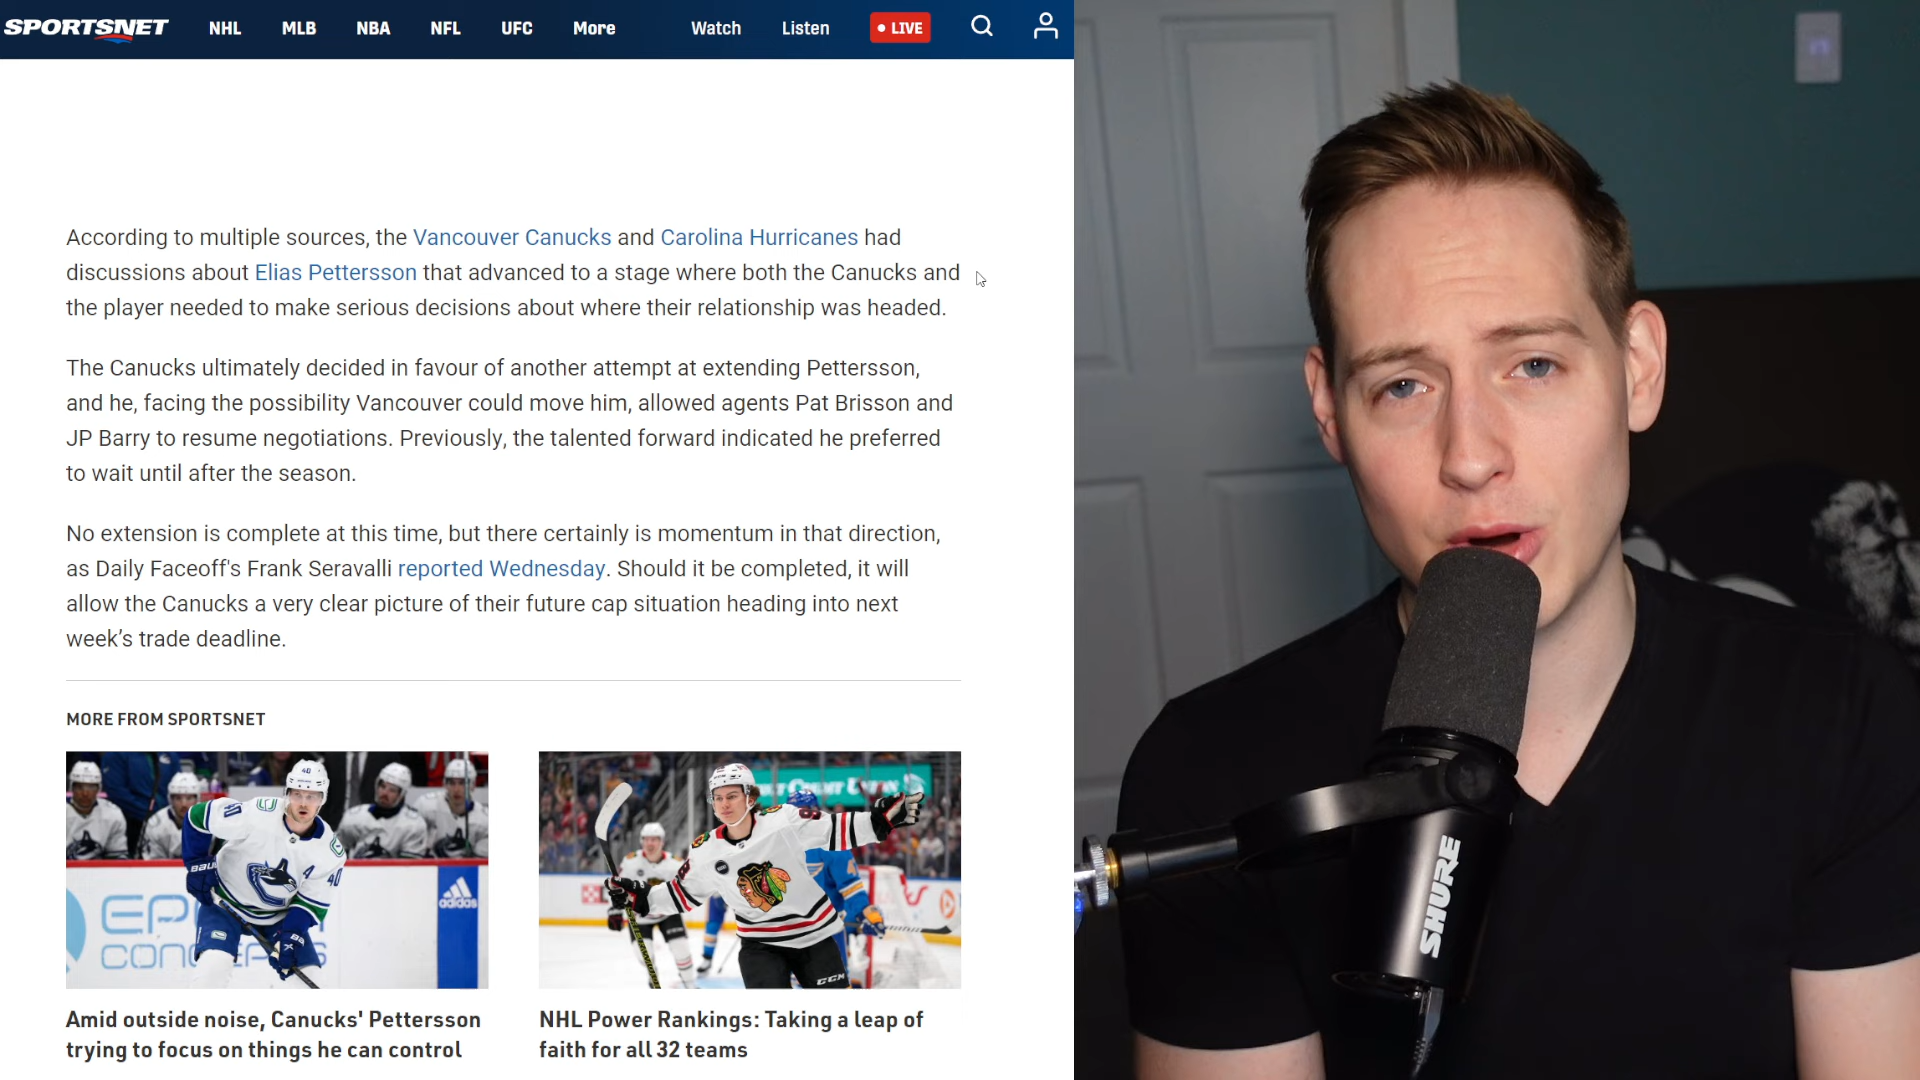 SPORTSNET NHL MLB NBA NFL UFC More Watch Listen LIVE
According to multiple sources, the Vancouver Canucks and Carolina Hurricanes had
discussions about Elias Pettersson that advanced to a stage where both the Canucks and
the player needed to make serious decisions about where their relationship was headed.
The Canucks ultimately decided in favour of another attempt at extending Pettersson,
and he, facing the possibility Vancouver could move him, allowed agents Pat Brisson and
JP Barry to resume negotiations. Previously, the talented forward indicated he preferred
to wait until after the season.
No extension is complete at this time, but there certainly is momentum in that direction,
as Daily Faceoff's Frank Seravalli reported Wednesday. Should it be completed, it will
allow the Canucks a very clear picture of their future cap situation heading into next
week’s trade deadline.
MORE FROM SPORTSNET
40
40
A
40
adidas
CCM
Amid outside noise, Canucks' Pettersson
trying to focus on things he can control
NHL Power Rankings: Taking a leap of
faith for all 32 teams
SHURE